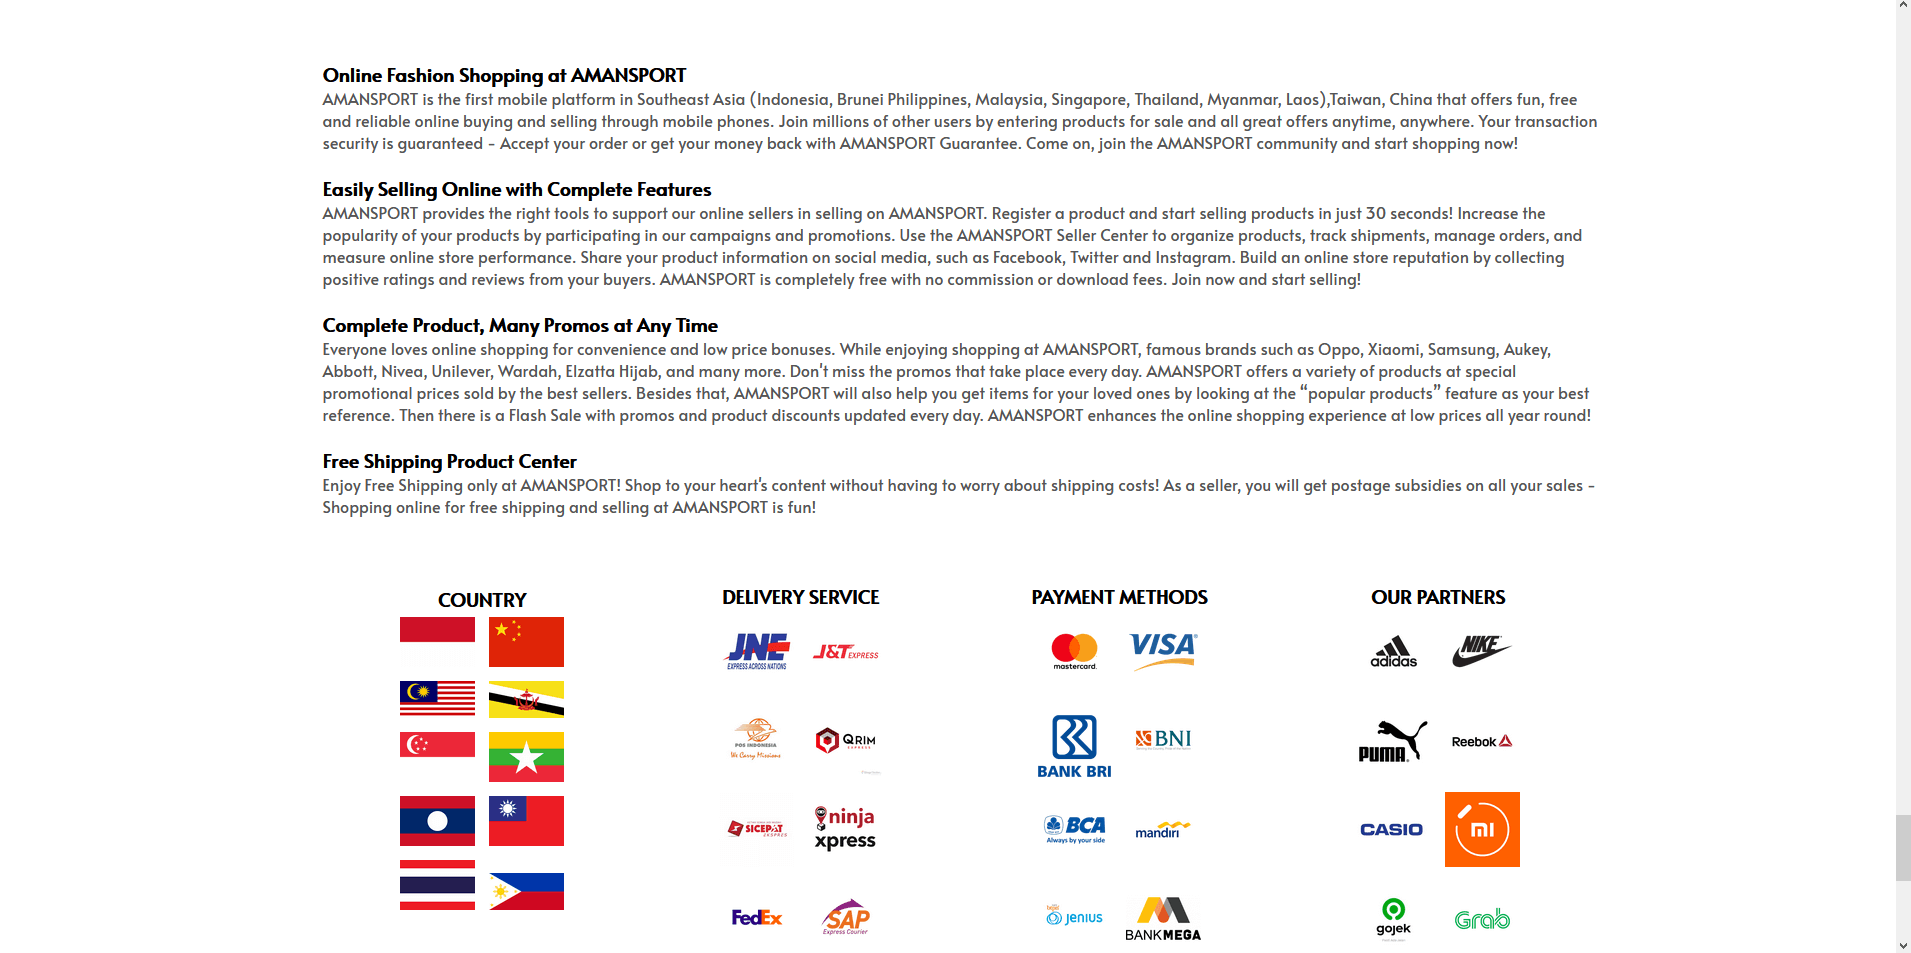 Online Fashion Shopping at AMANSPORT
AMANSPORT is the first mobile platform in Southeast Asia (Indonesia, Brunei Philippines, Malaysia, Singapore, Thailand, Myanmar, Laos),Taiwan, China that offers fun, free
and reliable online buying and selling through mobile phones. Join millions of other users by entering products for sale and all great offers anytime, anywhere. Your transaction
security is guaranteed - Accept your order or get your money back with AMANSPORT Guarantee. Come on, join the AMANSPORT community and start shopping now!
Easily Selling Online with Complete Features
AMANSPORT provides the right tools to support our online sellers in selling on AMANSPORT. Register a product and start selling products in just 30 seconds! Increase the
popularity of your products by participating in our campaigns and promotions. Use the AMANSPORT Seller Center to organize products, track shipments, manage orders, and
measure online store performance. Share your product information on social media, such as Facebook, Twitter and Instagram. Build an online store reputation by collecting
positive ratings and reviews from your buyers. AMANSPORT is completely free with no commission or download fees. Join now and start selling!
Complete Product, Many Promos at Any Time
Everyone loves online shopping for convenience and low price bonuses. While enjoying shopping at AMANSPORT, famous brands such as Oppo, Xiaomi, Samsung, Aukey,
Abbott, Nivea, Unilever, Wardah, Elzatta Hijab, and many more. Don't miss the promos that take place every day. AMANSPORT offers a variety of products at special
promotional prices sold by the best sellers. Besides that, AMANSPORT will also help you get items for your loved ones by looking at the “popular products” feature as your best
reference. Then there is a Flash Sale with promos and product discounts updated every day. AMANSPORT enhances the online shopping experience at low prices all year round!
Free Shipping Product Center
Enjoy Free Shipping only at AMANSPORT! Shop to your heart's content without having to worry about shipping costs! As a seller, you will get postage subsidies on all your sales -
Shopping online for free shipping and selling at AMANSPORT is fun!
COUNTRY
DELIVERY SERVICE
JNE
EXPRESS ACROSS NATIONS
J&T EXPRESS
POS INDONESIA
We Carry Missions
QRIM
EXPRESS
SICEPAT
EKSPRES
ninja
xpress
FedEx
SAP
Express Courier
PAYMENT METHODS
mastercard.
VISA
BANK BRI
BNI
BCA
Always by your side
mandiri
jenius
BANK MEGA
OUR PARTNERS
adidas
NIKE
PUMA
Reebok
CASIO
mi
gojek
Grab